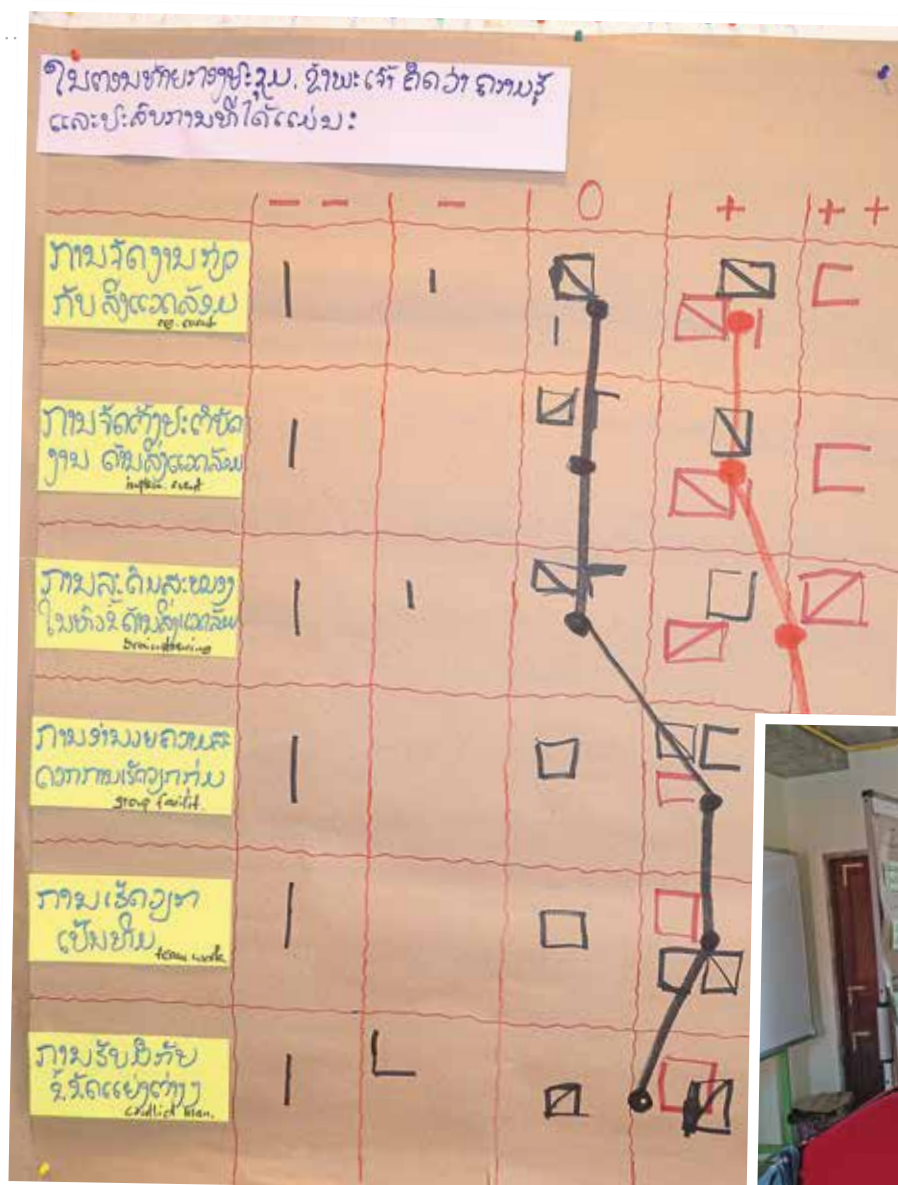 ໃນຕອນທ້າຍກອງປະຊຸມ, ຂ້າພະເຈົ້າ ຄິດວ່າ ຄວາມຮູ້
ແລະປະສົບການທີ່ໄດ້ແມ່ນ:
- - - 0 + + +
ການຈັດງານກ່ຽວ
ກັບ ສິ່ງແວດລ້ອມ
org. event
ການຈັດຕັ້ງປະຕິບັດ
ງານ ດ້ານສິ່ງແວດລ້ອມ
implem. event
ການລະດົມສະໝອງ
ໃນຫົວຂໍ້ ດ້ານສິ່ງແວດລ້ອມ
brainstorming
ການອຳນວຍຄວາມສະ
ດວກການເຮັດວຽກກຸ່ມ
group facilit.
ການເຮັດວຽກ
ເປັນທີມ
team work
ການຮັບມືກັບ
ຂໍ້ຂັດແຍ່ງຕ່າງໆ
conflict man.